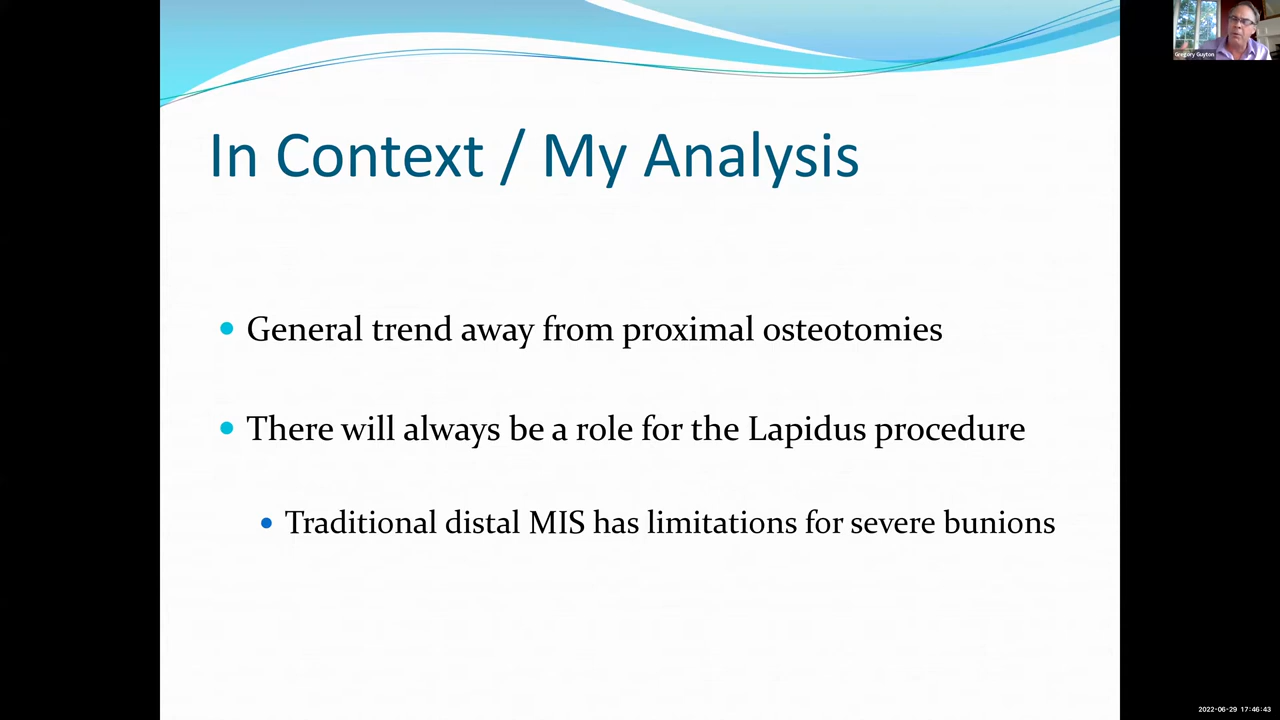 Gregory Guyton
In Context / My Analysis
General trend away from proximal osteotomies
There will always be a role for the Lapidus procedure
Traditional distal MIS has limitations for severe bunions
2022-06-29 17:46:43